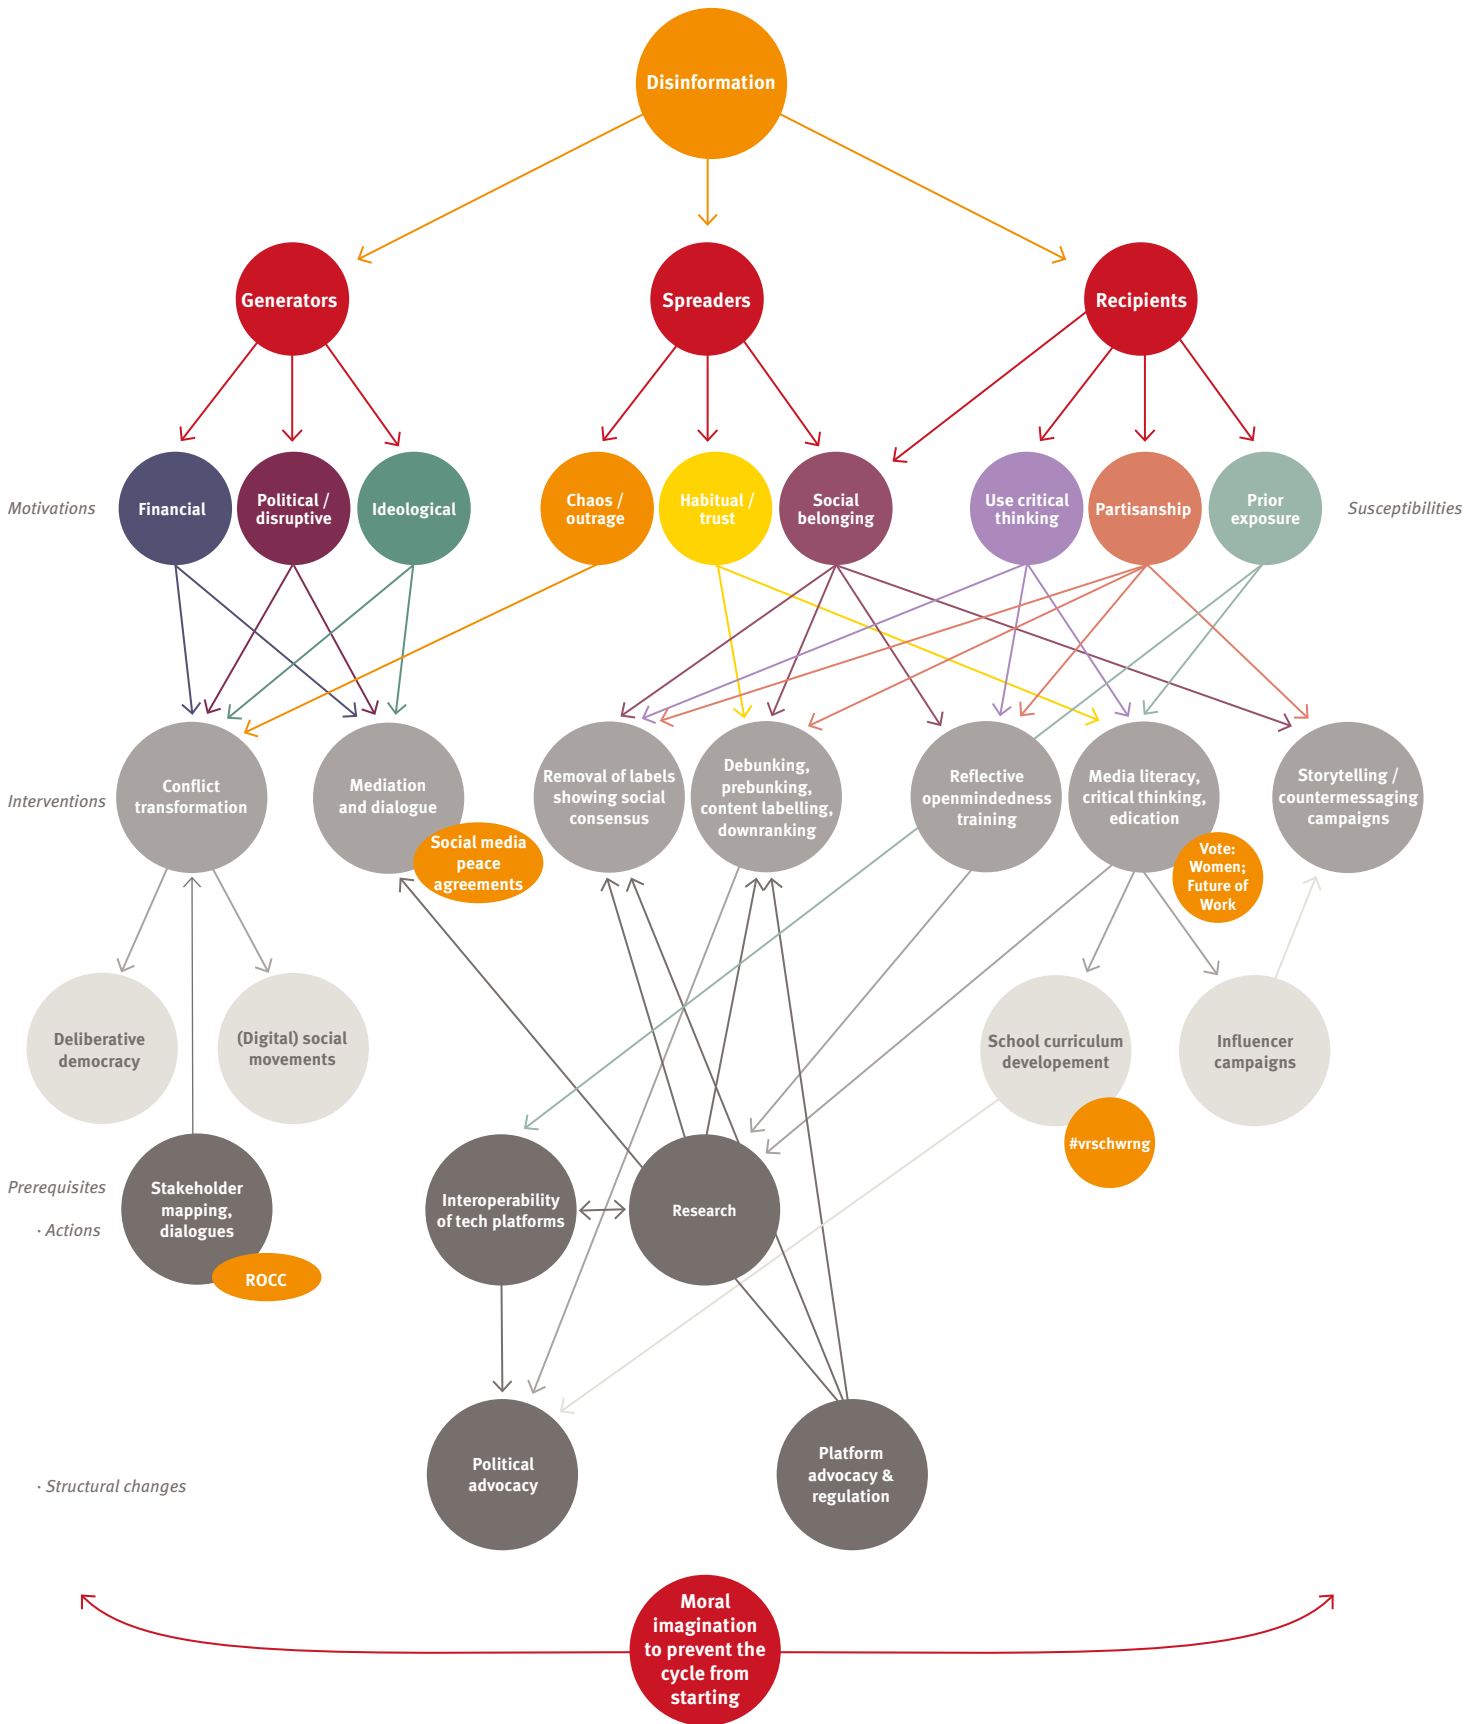 Disinformation
Generators
Spreaders
Recipients
Motivations
Financial
Political /
disruptive
Ideological
Chaos /
outrage
Habitual /
trust
Social
belonging
Use critical
thinking
Partisanship
Prior
exposure
Susceptibilities
Interventions
Conflict
transformation
Mediation
and dialogue
Social media
peace
agreements
Removal of labels
showing social
consensus
Debunking,
prebunking,
content labelling,
downranking
Reflective
openmindedness
training
Media literacy,
critical thinking,
edication
Vote:
Women;
Future of
Work
Storytelling /
countermessaging
campaigns
Deliberative
democracy
(Digital) social
movements
School curriculum
developement
#vrschwrng
Influencer
campaigns
Prerequisites
· Actions
Stakeholder
mapping,
dialogues
ROCC
Interoperability
of tech platforms
Research
· Structural changes
Political
advocacy
Platform
advocacy &
regulation
Moral
imagination
to prevent the
cycle from
starting